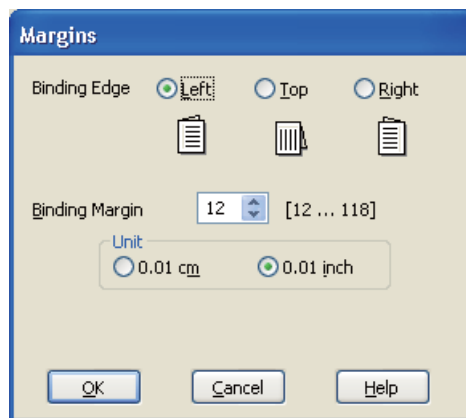 Margins
Binding Edge Left Top Right
Binding Margin 12 [12 ... 118]
Unit
0.01 cm 0.01 inch
OK Cancel Help